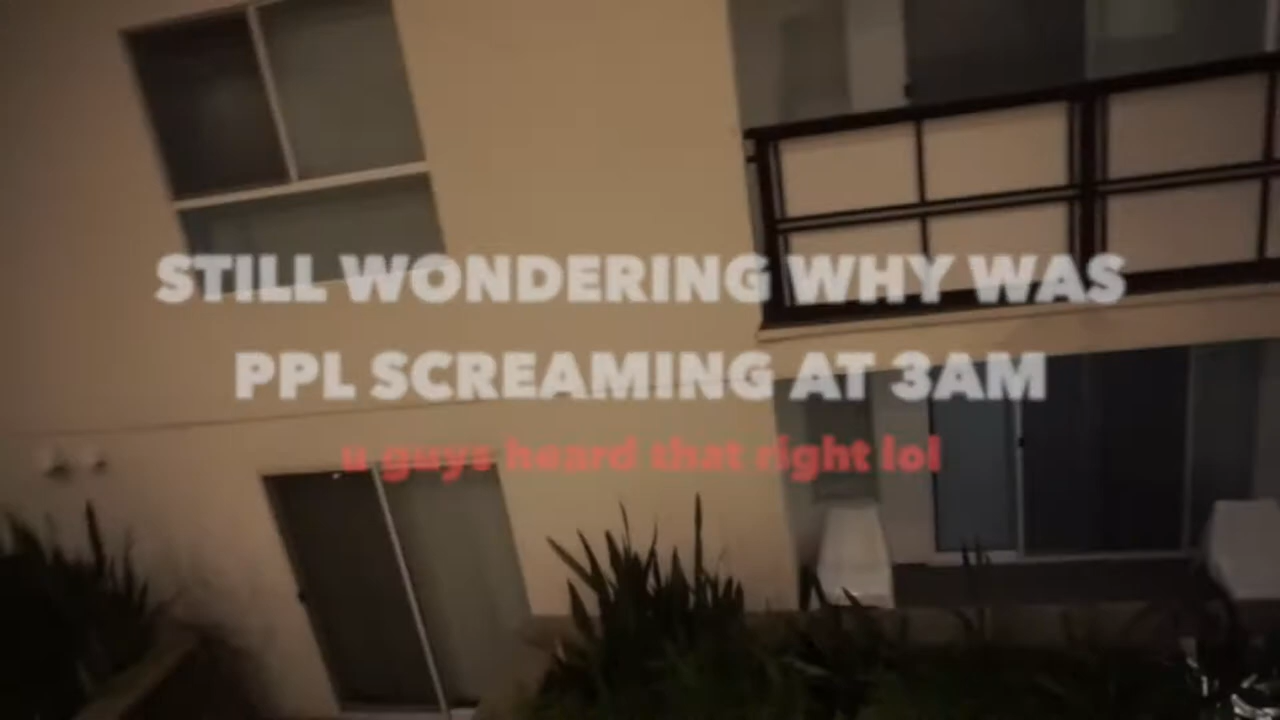 STILL WONDERING WHY WAS
PPL SCREAMING AT 3AM
u guys heard that right lol